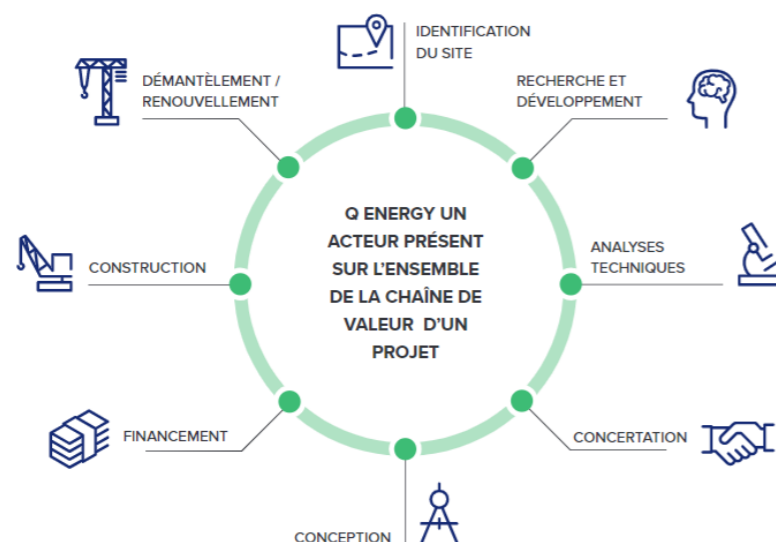 IDENTIFICATION
DU SITE
RECHERCHE ET
DÉVELOPPEMENT
ANALYSES
TECHNIQUES
CONCERTATION
CONCEPTION
FINANCEMENT
CONSTRUCTION
DÉMANTÈLEMENT /
RENOUVELLEMENT
Q ENERGY UN
ACTEUR PRÉSENT
SUR L’ENSEMBLE
DE LA CHAÎNE DE
VALEUR D’UN
PROJET